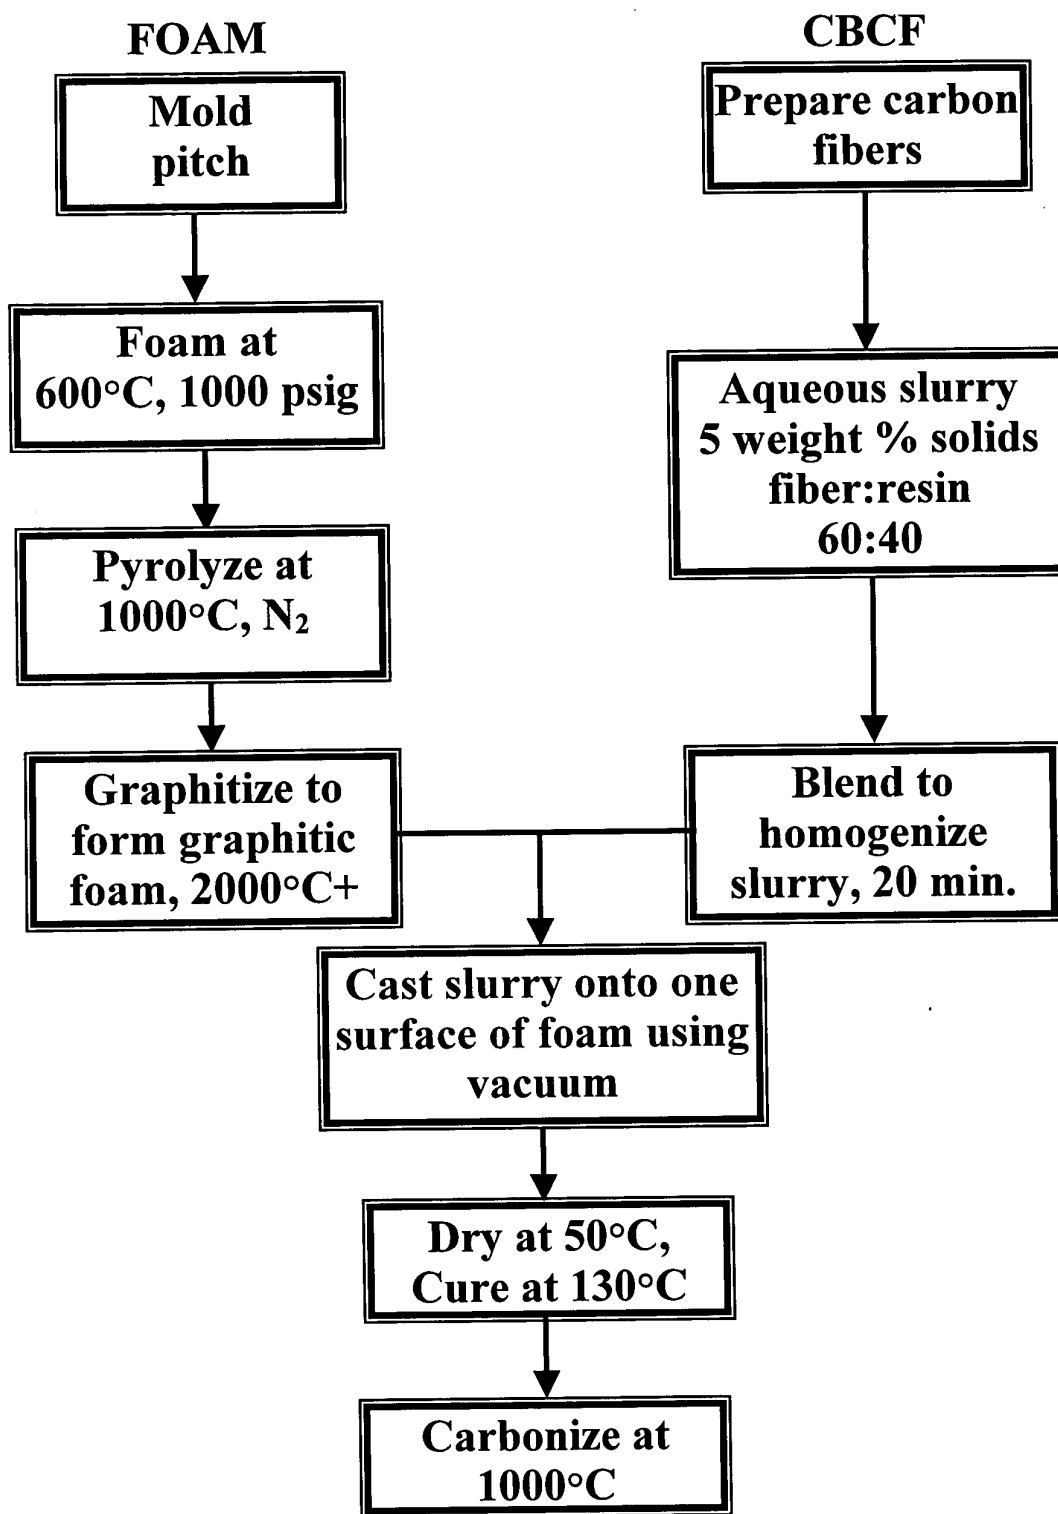 FOAM
Mold
pitch
Foam at
600°C, 1000 psig
Pyrolyze at
1000°C, N₂
Graphitize to
form graphitic
foam, 2000°C+
CBCF
Prepare carbon
fibers
Aqueous slurry
5 weight % solids
fiber:resin
60:40
Blend to
homogenize
slurry, 20 min.
Cast slurry onto one
surface of foam using
vacuum
Dry at 50°C,
Cure at 130°C
Carbonize at
1000°C